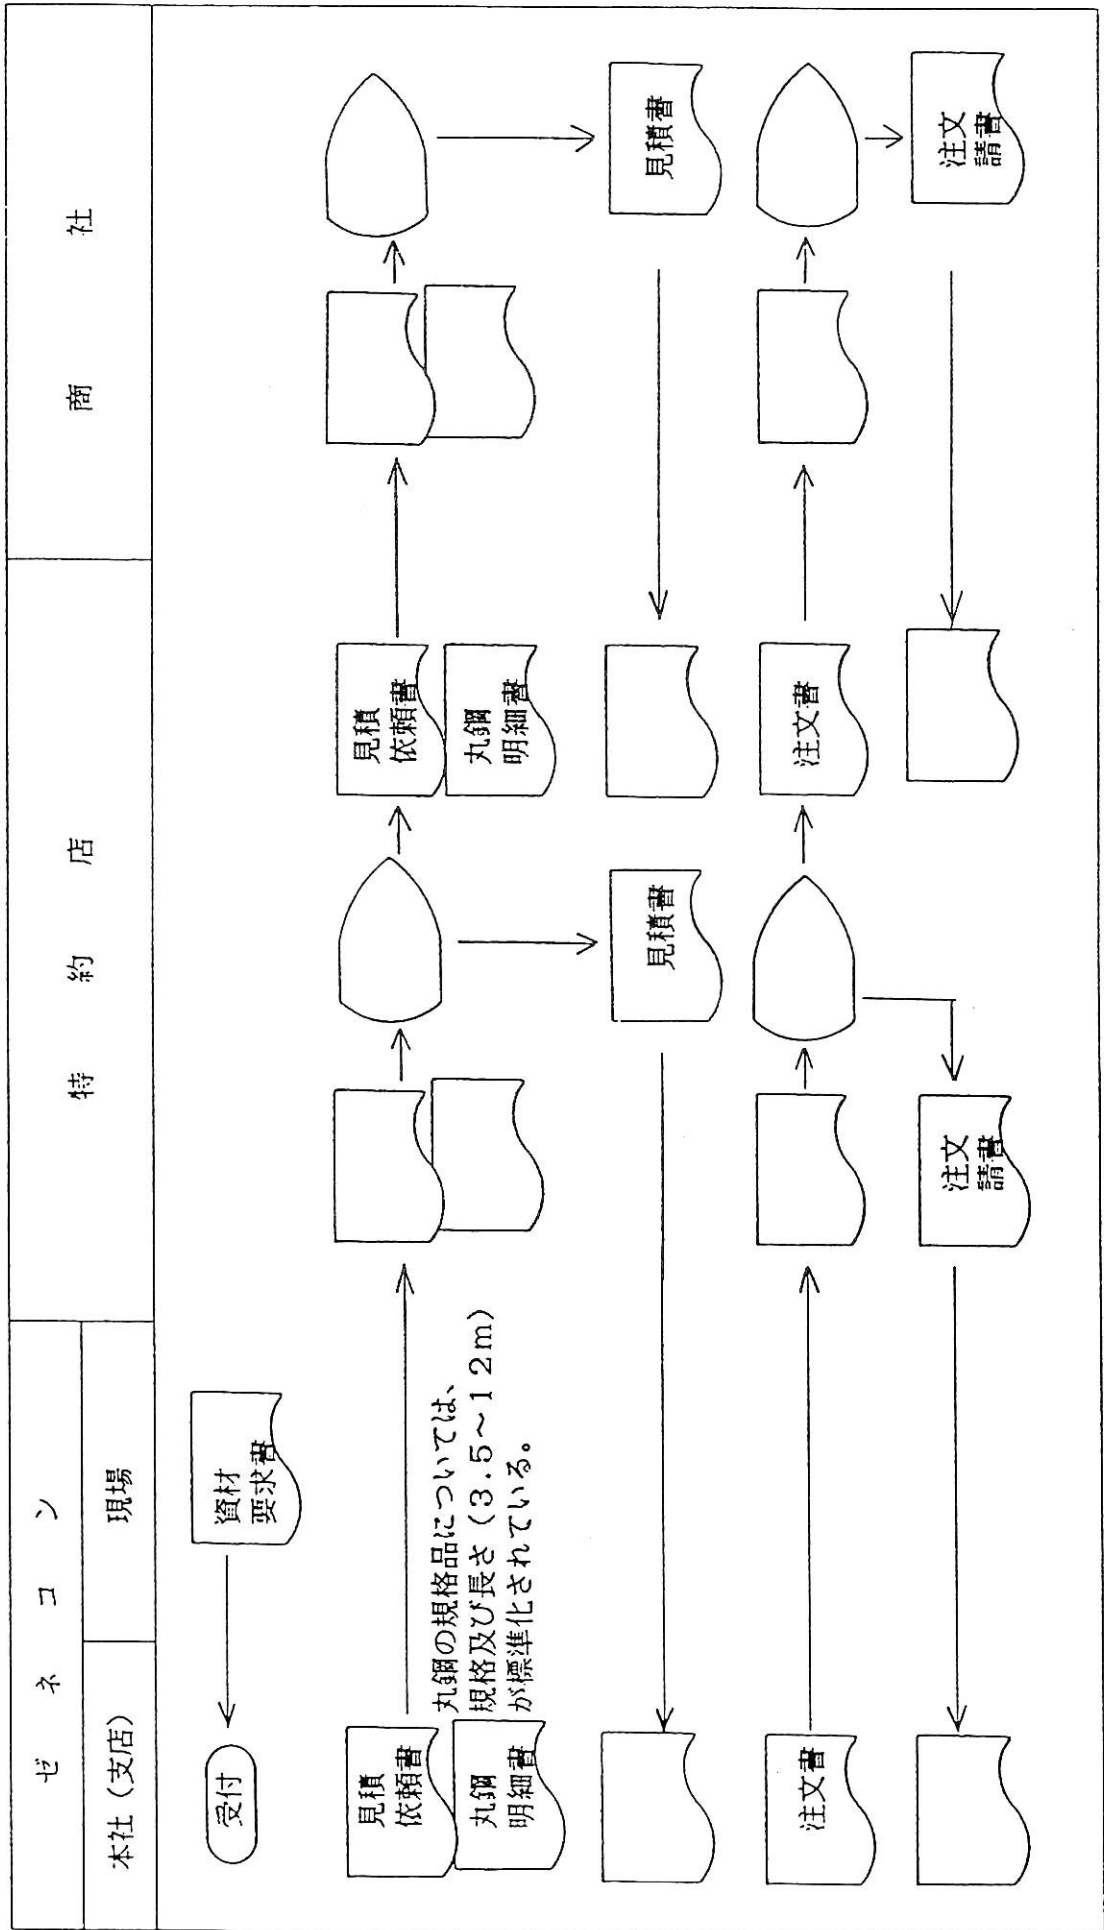 ゼネコン
特約店
商社
本社（支店）
現場
資材
要求書
受付
見積
依頼書
丸鋼
明細書
丸鋼の規格品については、
規格及び長さ（３.５～１２ｍ）
が標準化されている。
見積
依頼書
丸鋼
明細書
見積書
見積書
注文書
注文書
注文
請書
注文
請書